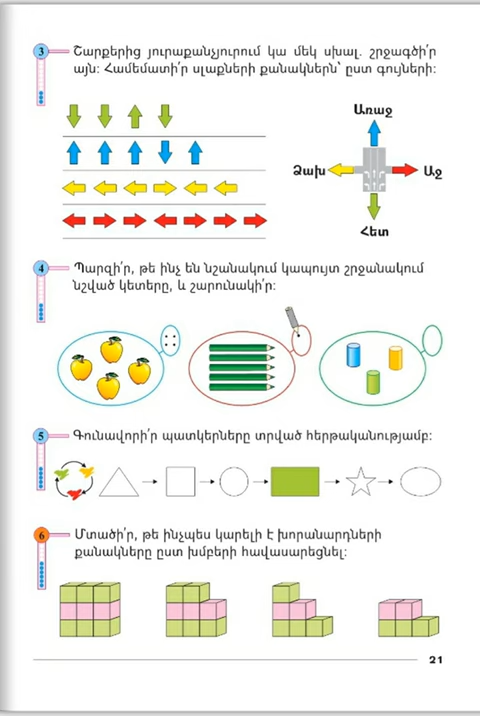 3 Շարքերից յուրաքանչյուրում կա մեկ սխալ. շրջագծի՛ր
այն: Համեմատի՛ր սլաքների քանակներն՝ ըստ գույների:
Առաջ
Ձախ
Աջ
Հետ
4 Պարզի՛ր, թե ինչ են նշանակում կապույտ շրջանակում
նշված կետերը, և շարունակի՛ր:
5 Գունավորի՛ր պատկերները տրված հերթականությամբ:
6 Մտածի՛ր, թե ինչպես կարելի է խորանարդների
քանակները ըստ խմբերի հավասարեցնել:
21